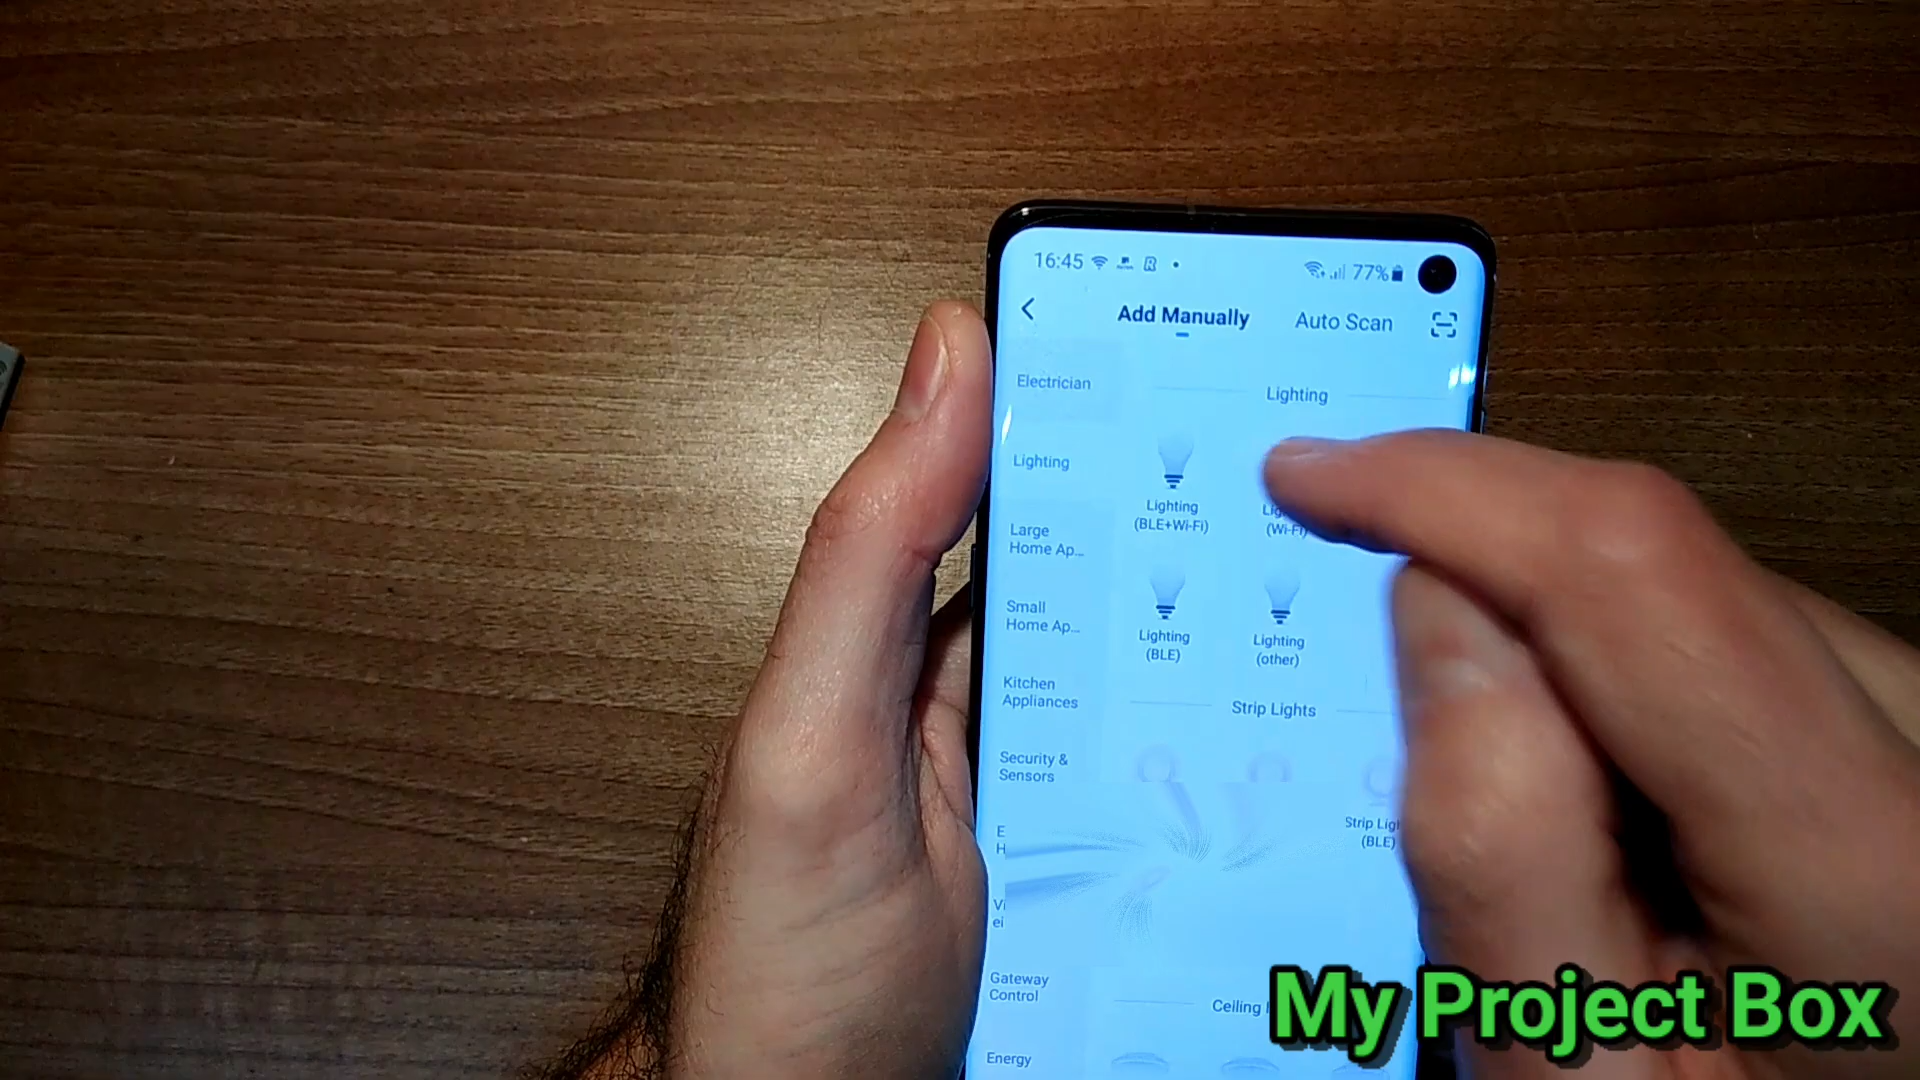 16:45
77%
Add Manually
Auto Scan
Electrician
Lighting
Lighting
Lighting
(BLE+Wi-Fi)
(Wi-Fi)
Large
Home Ap...
Small
Home Ap...
Lighting
(BLE)
Lighting
(other)
Kitchen
Appliances
Strip Lights
Security &
Sensors
Strip
(BLE)
Gateway
Control
Ceiling
Energy
My Project Box